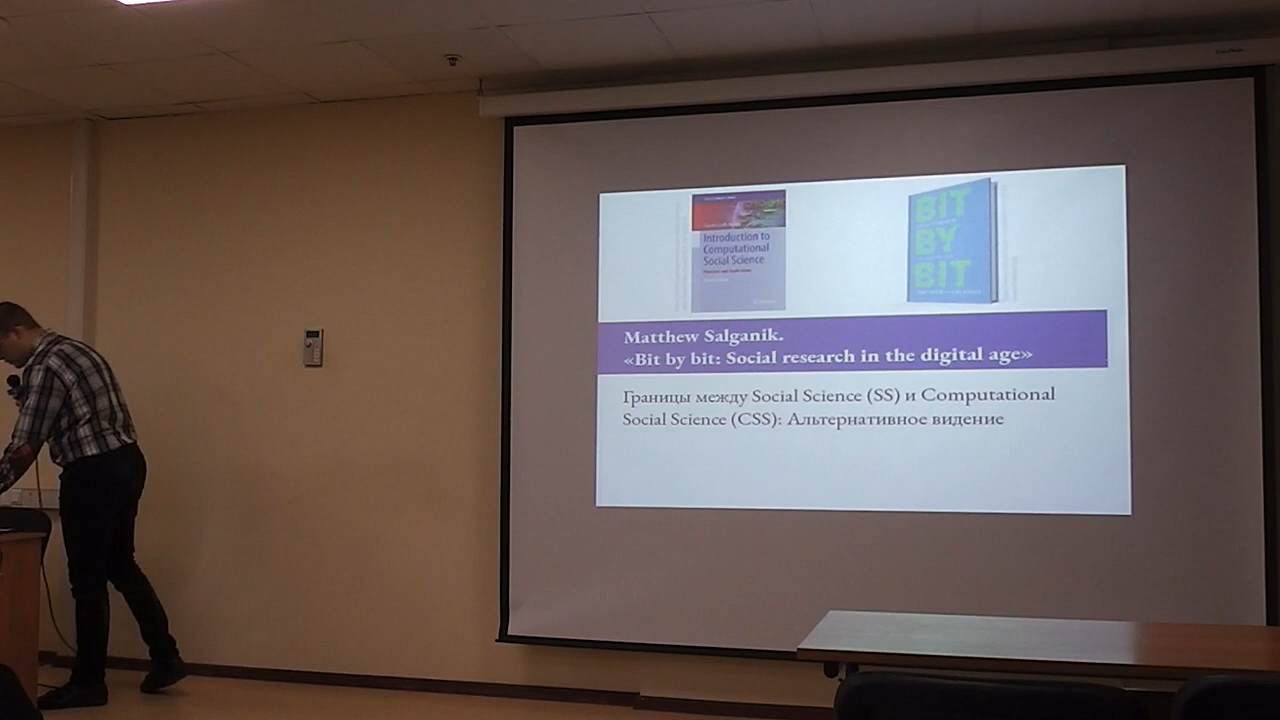 Introduction to
Computational
Social Science
BIT
BY
BIT
Matthew Salganik.
«Bit by bit: Social research in the digital age»
Границы между Social Science (SS) и Computational
Social Science (CSS): Альтернативное видение